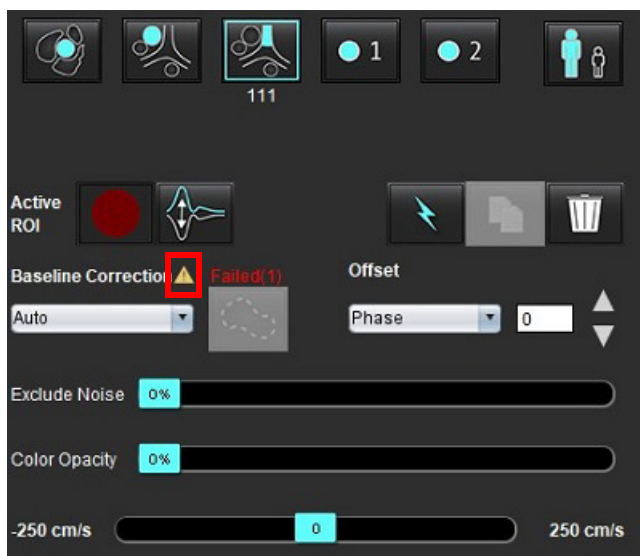 1
2
111
Active
ROI
Baseline Correction
Failed(1)
Offset
Auto
Phase
0
Exclude Noise
0%
Color Opacity
0%
-250 cm/s
0
250 cm/s